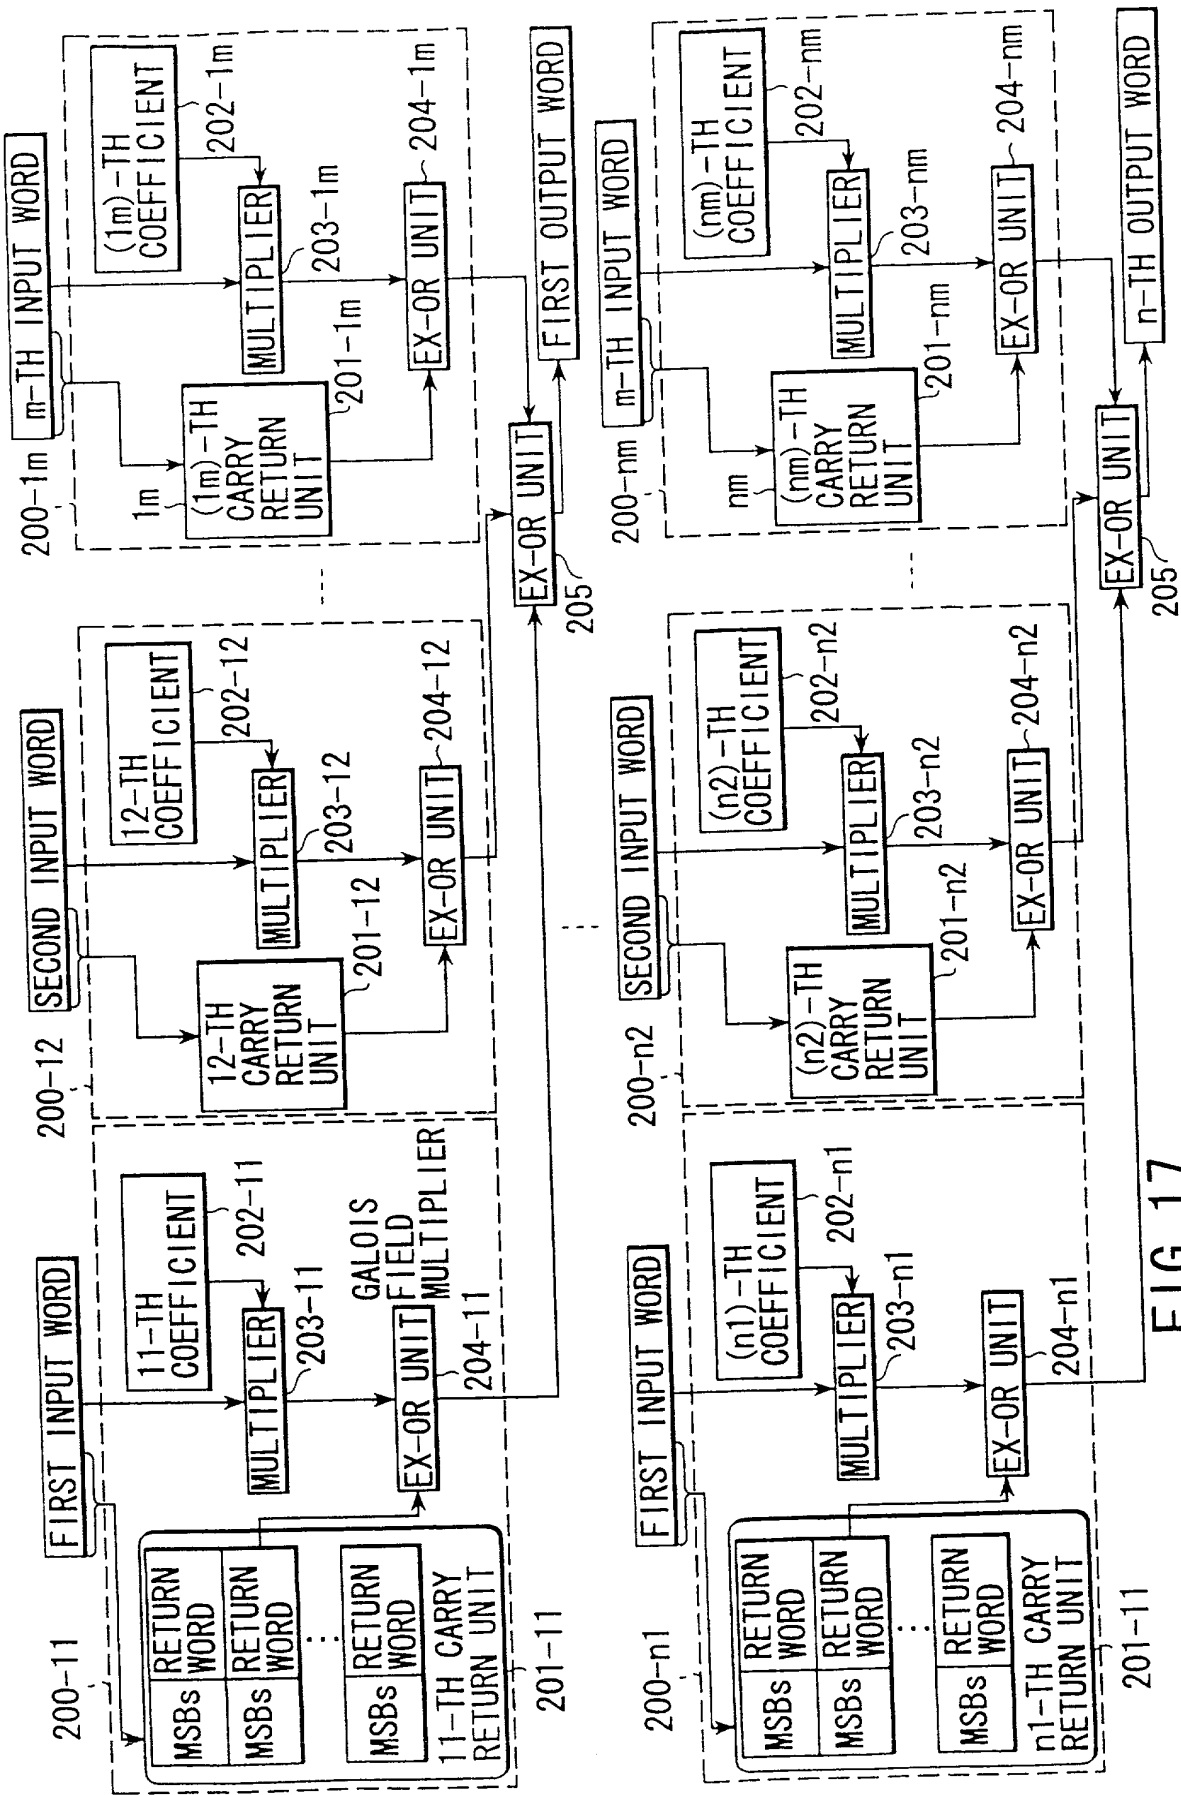 FIRST INPUT WORD
200-11
11-TH
COEFFICIENT
202-11
MULTIPLIER
203-11
GALOIS
FIELD
MULTIPLIER
EX-OR UNIT
204-11
MSBs
RETURN
WORD
MSBs
RETURN
WORD
MSBs
RETURN
WORD
11-TH CARRY
RETURN UNIT
201-11
SECOND INPUT WORD
200-12
12-TH
COEFFICIENT
202-12
MULTIPLIER
203-12
12-TH
CARRY
RETURN
UNIT
201-12
EX-OR UNIT
204-12
m-TH INPUT WORD
200-1m
(1m)-TH
COEFFICIENT
202-1m
MULTIPLIER
203-1m
1m
(1m)-TH
CARRY
RETURN
UNIT
201-1m
EX-OR UNIT
204-1m
EX-OR UNIT
205
FIRST OUTPUT WORD
FIRST INPUT WORD
200-n1
(n1)-TH
COEFFICIENT
202-n1
MULTIPLIER
203-n1
EX-OR UNIT
204-n1
MSBs
RETURN
WORD
MSBs
RETURN
WORD
MSBs
RETURN
WORD
n1-TH CARRY
RETURN UNIT
201-11
SECOND INPUT WORD
200-n2
(n2)-TH
COEFFICIENT
202-n2
MULTIPLIER
203-n2
(n2)-TH
CARRY
RETURN
UNIT
201-n2
EX-OR UNIT
204-n2
m-TH INPUT WORD
200-nm
(nm)-TH
COEFFICIENT
202-nm
MULTIPLIER
203-nm
nm
(nm)-TH
CARRY
RETURN
UNIT
201-nm
EX-OR UNIT
204-nm
EX-OR UNIT
205
n-TH OUTPUT WORD
FIG.17